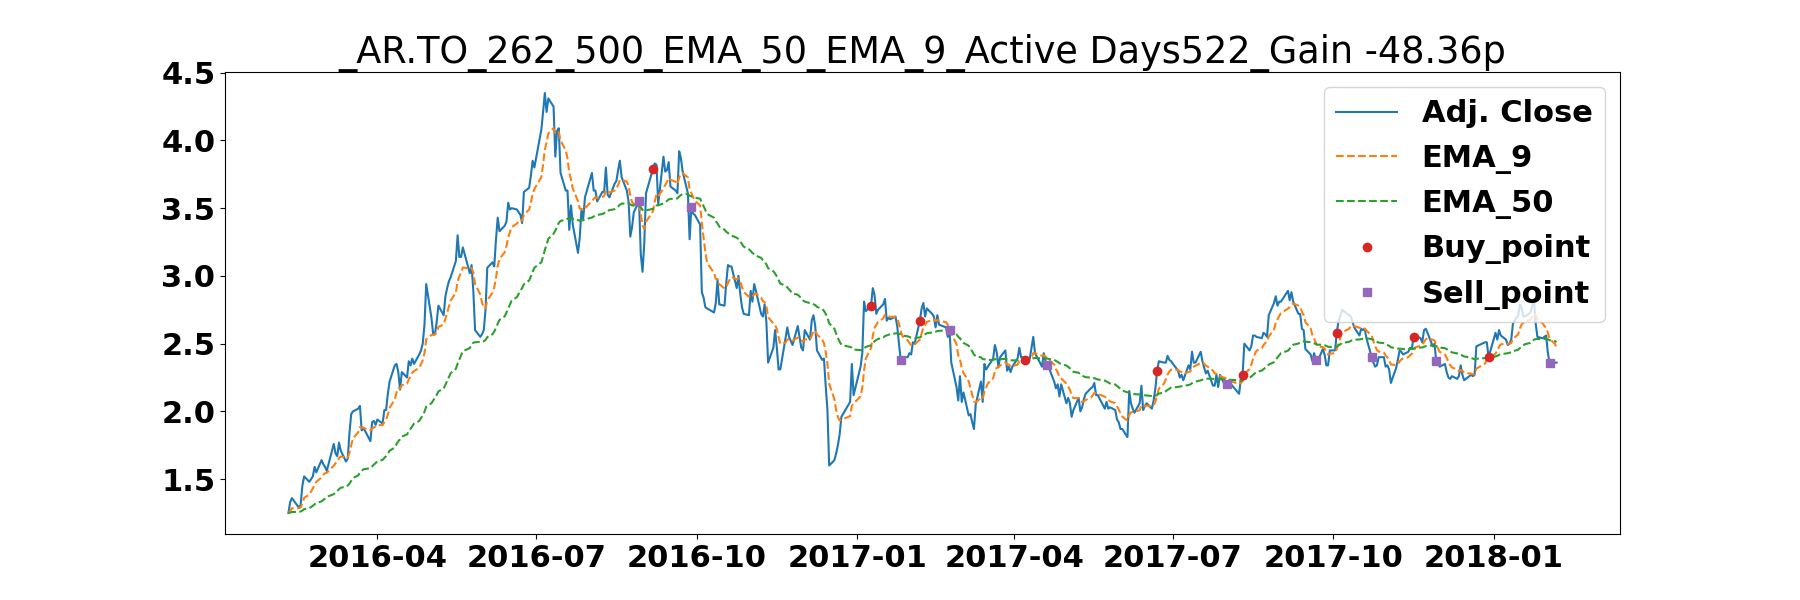 _AR.TO_262_500_EMA_50_EMA_9_Active Days522_Gain -48.36p
4.5
4.0
3.5
3.0
2.5
2.0
1.5
Adj. Close
EMA_9
EMA_50
Buy_point
Sell_point
2016-04 2016-07 2016-10 2017-01 2017-04 2017-07 2017-10 2018-01